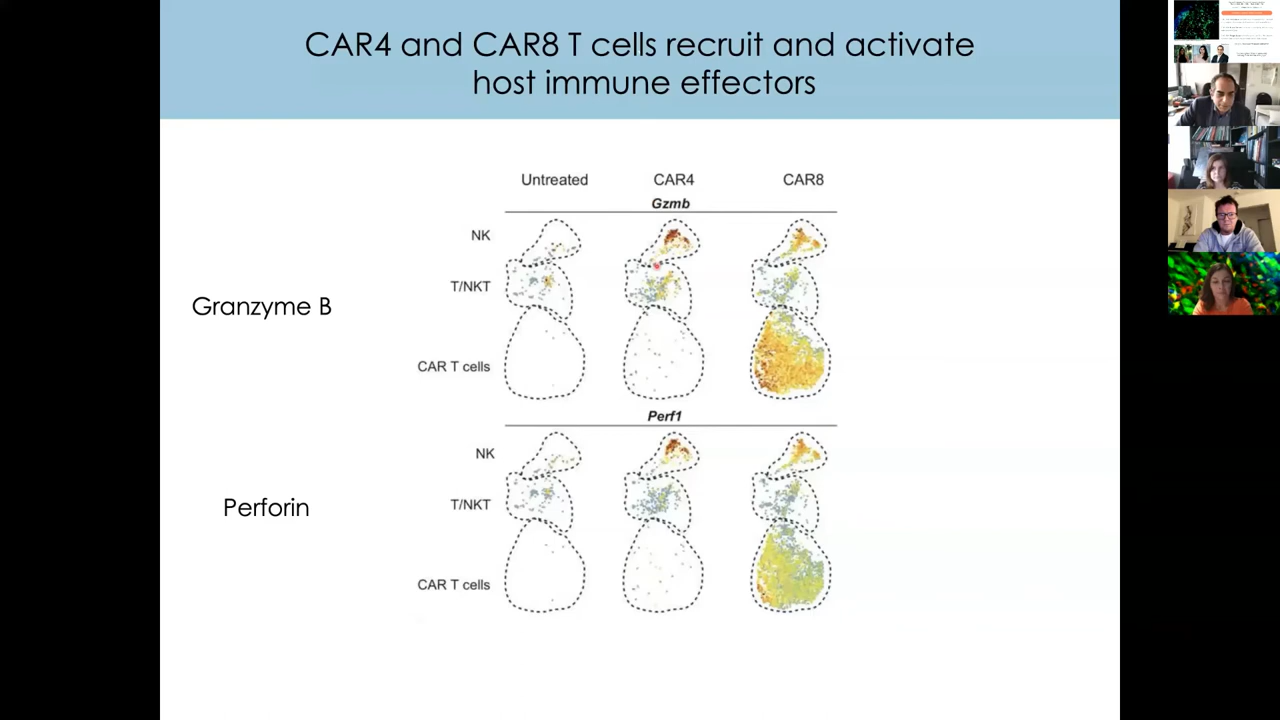 CAR4 and CAR8 T cells recruit and activate
host immune effectors
Untreated CAR4 CAR8
Gzmb
NK
T/NKT
CAR T cells
Granzyme B
Perf1
NK
T/NKT
CAR T cells
Perforin